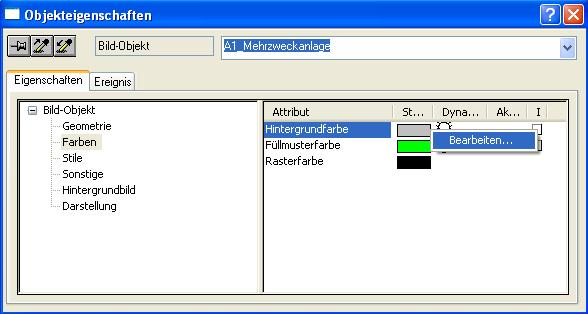 Objekteigenschaften
Bild-Objekt A1_Mehrzweckanlage
Eigenschaften Ereignis
Bild-Objekt
Geometrie
Farben
Stile
Sonstige
Hintergrundbild
Darstellung
Attribut St... Dyna... Ak... I
Hintergrundfarbe
Füllmusterfarbe
Rasterfarbe
Bearbeiten...